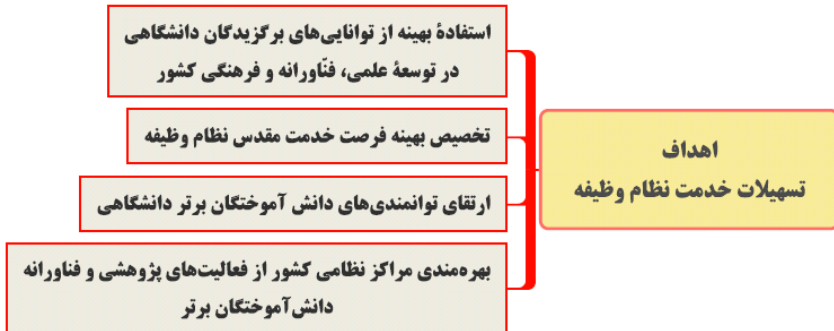 اهداف
تسهیلات خدمت نظام وظیفه
استفادهٔ بهینه از توانایی‌های برگزیدگان دانشگاهی
در توسعهٔ علمی، فنّاورانه و فرهنگی کشور
تخصیص بهینه فرصت خدمت مقدس نظام وظیفه
ارتقای توانمندی‌های دانش آموختگان برتر دانشگاهی
بهره‌مندی مراکز نظامی کشور از فعالیت‌های پژوهشی و فناورانه
دانش‌آموختگان برتر